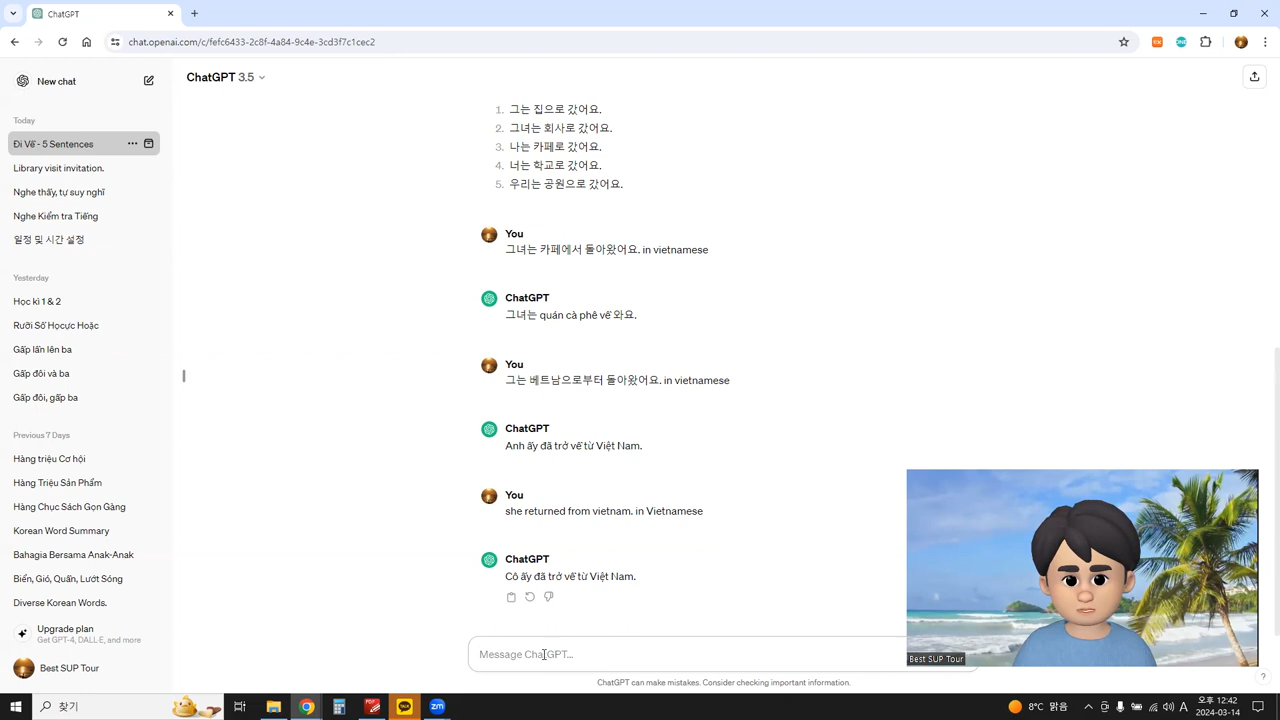 ChatGPT
chat.openai.com/c/fefc6433-2c8f-4a84-9c4e-3cd3f7c1cec2
New chat
ChatGPT 3.5
Today
Đi Về - 5 Sentences
Library visit invitation.
Nghe thấy, tự suy nghĩ
Nghe Kiểm tra Tiếng
일정 및 시간 설정
Yesterday
Học kì 1 & 2
Rưỡi Số Họcực Hoặc
Gấp lấn lên ba
Gấp đôi và ba
Gấp đôi, gấp ba
Previous 7 Days
Hàng triệu Cơ hội
Hàng Triệu Sản Phẩm
Hàng Chục Sách Gọn Gàng
Korean Word Summary
Bahagia Bersama Anak-Anak
Biển, Gió, Quấn, Lướt Sóng
Diverse Korean Words.
Upgrade plan
Get GPT-4, DALL·E, and more
Best SUP Tour
1. 그는 집으로 갔어요.
2. 그녀는 회사로 갔어요.
3. 나는 카페로 갔어요.
4. 너는 학교로 갔어요.
5. 우리는 공원으로 갔어요.
You
그녀는 카페에서 돌아왔어요. in vietnamese
ChatGPT
그녀는 quán cà phê về 와요.
You
그는 베트남으로부터 돌아왔어요. in vietnamese
ChatGPT
Anh ấy đã trở về từ Việt Nam.
You
she returned from vietnam. in Vietnamese
ChatGPT
Cô ấy đã trở về từ Việt Nam.
Message ChatGPT...
ChatGPT can make mistakes. Consider checking important information.
?
Best SUP Tour
찾기
TALK
zm
8°C 맑음
A
오후 12:42
2024-03-14